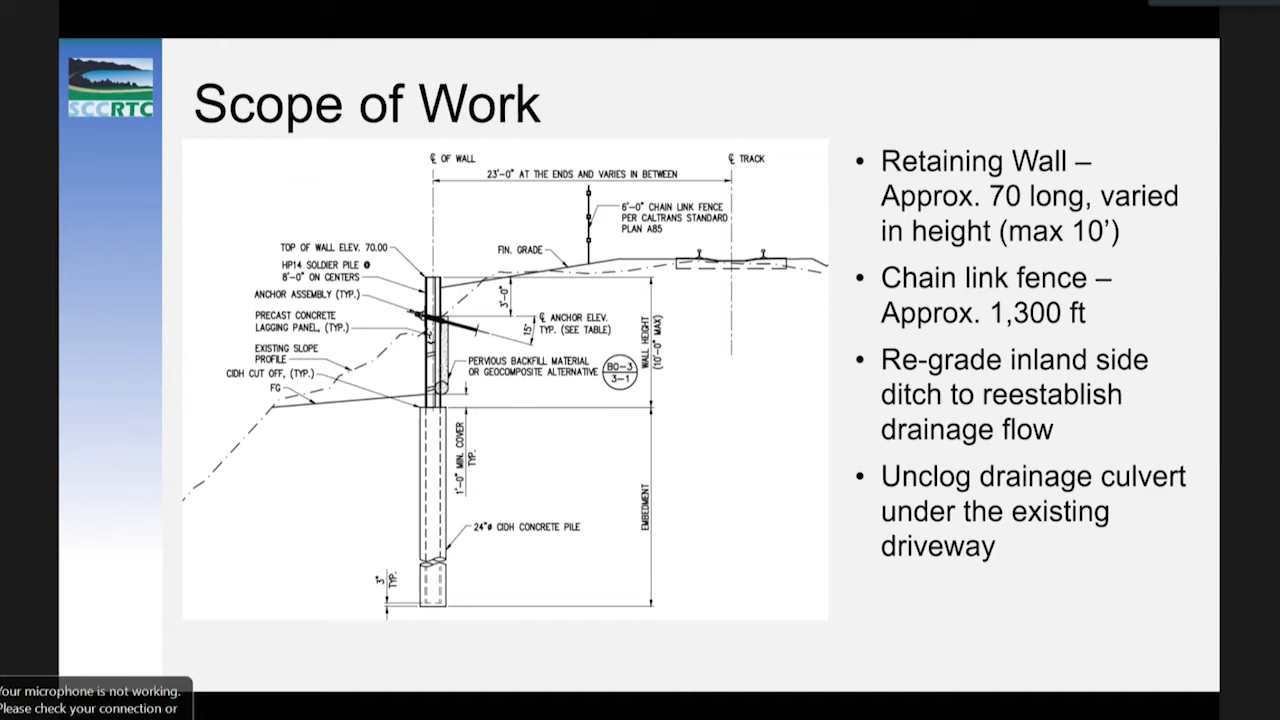 SCCRTC
Scope of Work
℄ OF WALL
℄ TRACK
23'-0" AT THE ENDS AND VARIES IN BETWEEN
6'-0" CHAIN LINK FENCE
PER CALTRANS STANDARD
PLAN A85
TOP OF WALL ELEV. 70.00
FIN. GRADE
HP14 SOLDIER PILE
8'-0" ON CENTERS
ANCHOR ASSEMBLY (TYP.)
3'-0"
PRECAST CONCRETE
LAGGING PANEL, (TYP.)
15°
℄ ANCHOR ELEV.
TYP. (SEE TABLE)
WALL HEIGHT
(10'-0" MAX)
EXISTING SLOPE
PROFILE
CIDH CUT OFF, (TYP.)
FG
PERVIOUS BACKFILL MATERIAL
OR GEOCOMPOSITE ALTERNATIVE
B0-3
3-1
1'-0" MIN. COVER
TYP.
EMBEDMENT
24"ø CIDH CONCRETE PILE
3"
TYP.
• Retaining Wall –
Approx. 70 long, varied
in height (max 10')
• Chain link fence –
Approx. 1,300 ft
• Re-grade inland side
ditch to reestablish
drainage flow
• Unclog drainage culvert
under the existing
driveway
Your microphone is not working.
Please check your connection or